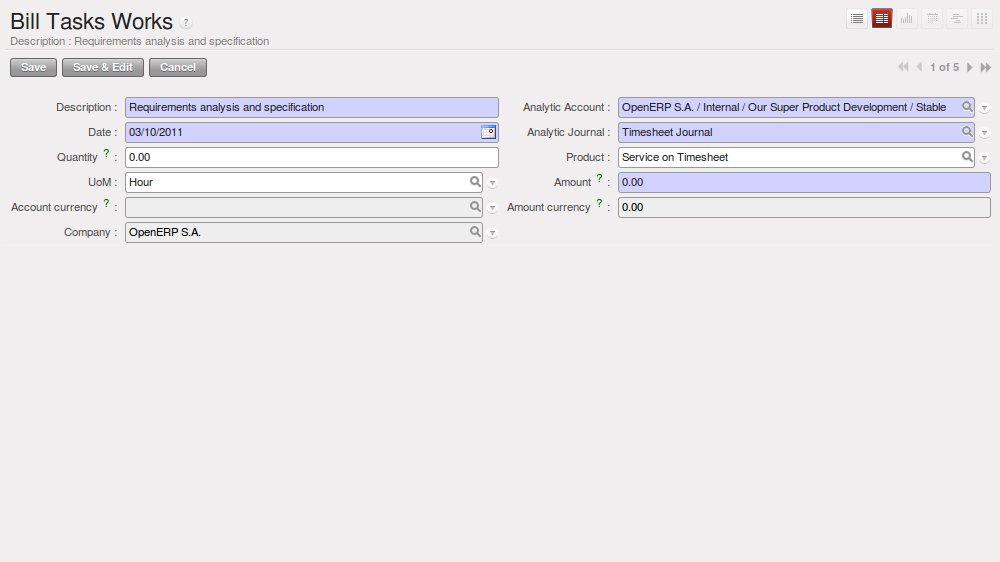 Bill Tasks Works ?
Description : Requirements analysis and specification
Save Save & Edit Cancel 1 of 5
Description : Requirements analysis and specification Analytic Account : OpenERP S.A. / Internal / Our Super Product Development / Stable
Date : 03/10/2011 Analytic Journal : Timesheet Journal
Quantity ? : 0.00 Product : Service on Timesheet
UoM : Hour Amount ? : 0.00
Account currency ? : Amount currency ? : 0.00
Company : OpenERP S.A.